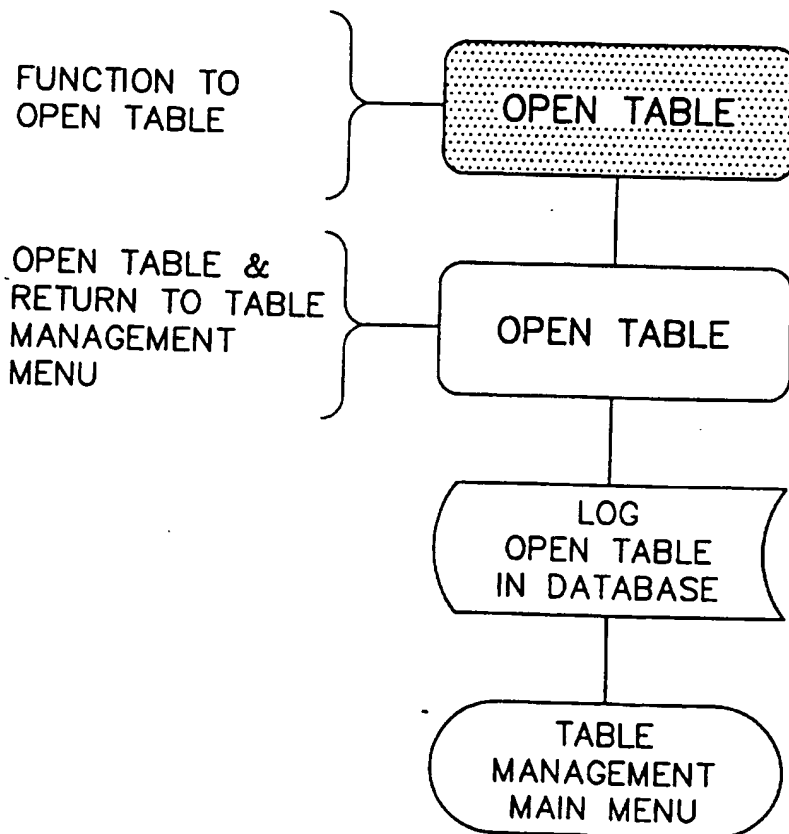 FUNCTION TO
OPEN TABLE
OPEN TABLE
OPEN TABLE &
RETURN TO TABLE
MANAGEMENT
MENU
OPEN TABLE
LOG
OPEN TABLE
IN DATABASE
TABLE
MANAGEMENT
MAIN MENU